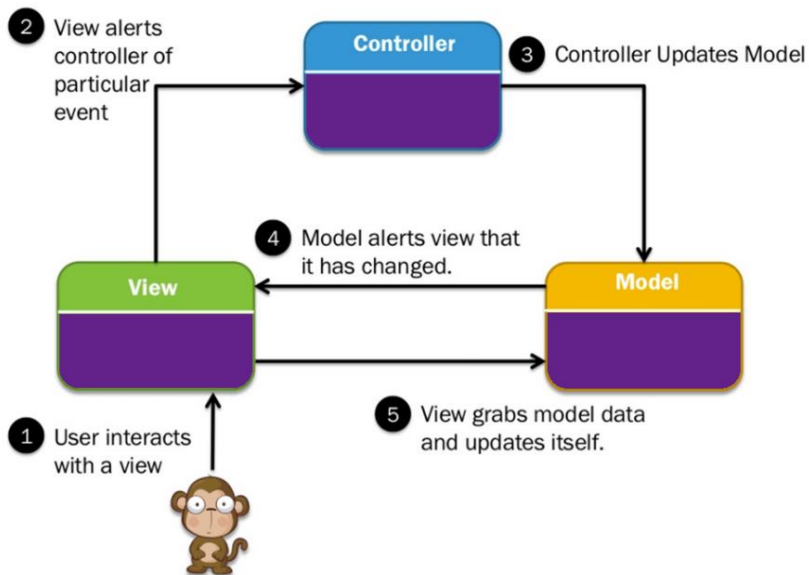 2
View alerts
controller of
particular
event
Controller
3
Controller Updates Model
4
Model alerts view that
it has changed.
View
Model
5
View grabs model data
and updates itself.
1
User interacts
with a view